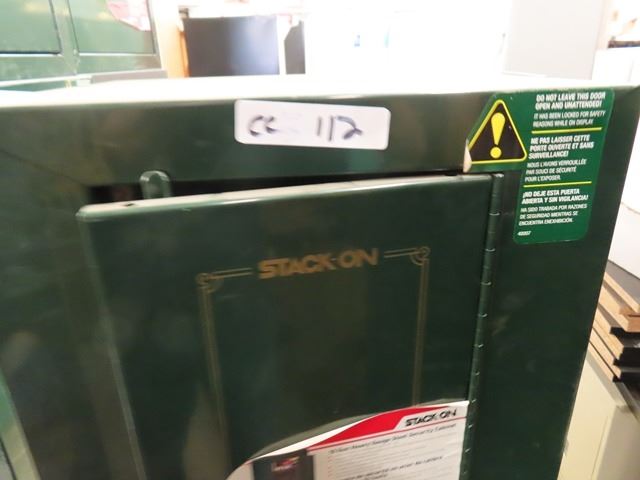 CC 112
DO NOT LEAVE THIS DOOR
OPEN AND UNATTENDED!
IT HAS BEEN LOCKED FOR SAFETY
REASONS WHILE ON DISPLAY.
NE PAS LAISSER CETTE
PORTE OUVERTE ET SANS
SURVEILLANCE!
NOUS L'AVONS VERROUILLÉE
PAR SOUCI DE SÉCURITÉ
POUR L'EXPOSER.
¡NO DEJE ESTA PUERTA
ABIERTA Y SIN VIGILANCIA!
HA SIDO TRABADA POR RAZONES
DE SEGURIDAD MIENTRAS SE
ENCUENTRA EN EXHIBICIÓN.
STACK-ON
STACK-ON